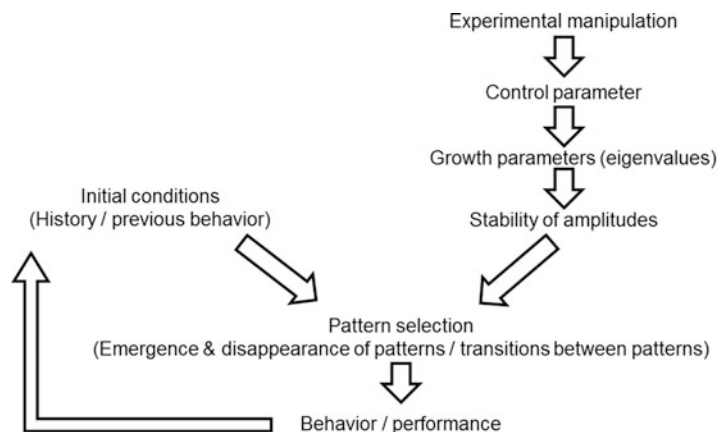 Experimental manipulation
Control parameter
Growth parameters (eigenvalues)
Initial conditions
(History / previous behavior)
Stability of amplitudes
Pattern selection
(Emergence & disappearance of patterns / transitions between patterns)
Behavior / performance